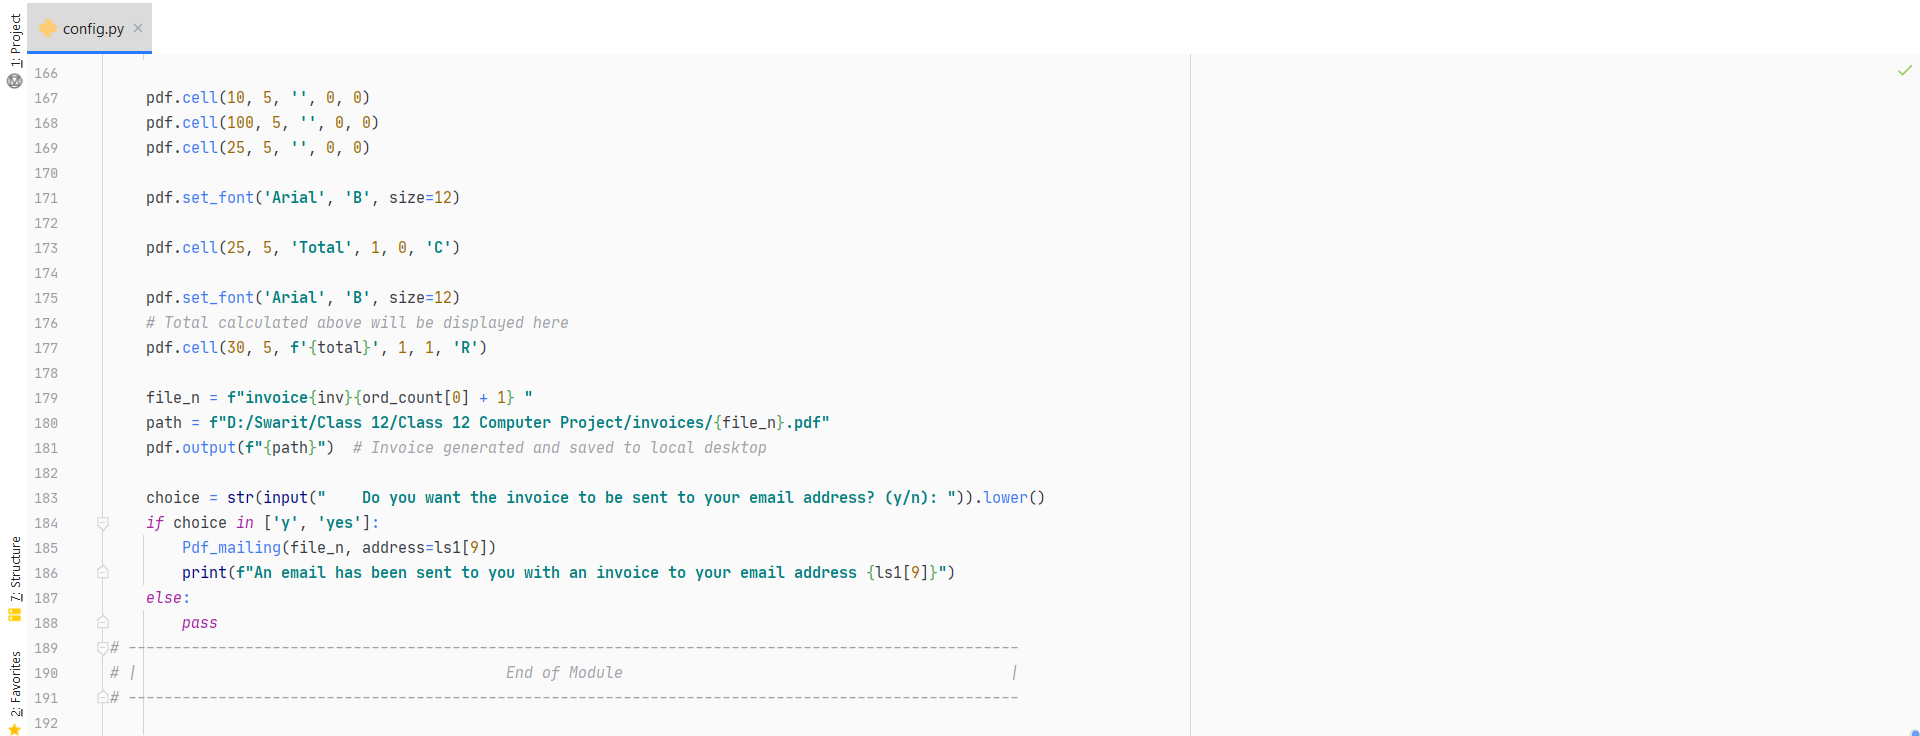 1: Project
config.py
166
167 pdf.cell(10, 5, '', 0, 0)
168 pdf.cell(100, 5, '', 0, 0)
169 pdf.cell(25, 5, '', 0, 0)
170
171 pdf.set_font('Arial', 'B', size=12)
172
173 pdf.cell(25, 5, 'Total', 1, 0, 'C')
174
175 pdf.set_font('Arial', 'B', size=12)
176 # Total calculated above will be displayed here
177 pdf.cell(30, 5, f'{total}', 1, 1, 'R')
178
179 file_n = f"invoice{inv}{ord_count[0] + 1} "
180 path = f"D:/Swarit/Class 12/Class 12 Computer Project/invoices/{file_n}.pdf"
181 pdf.output(f"{path}")  # Invoice generated and saved to local desktop
182
183 choice = str(input("    Do you want the invoice to be sent to your email address? (y/n): ")).lower()
184 if choice in ['y', 'yes']:
185     Pdf_mailing(file_n, address=ls1[9])
186     print(f"An email has been sent to you with an invoice to your email address {ls1[9]}")
187 else:
188     pass
189 # ---------------------------------------------------------------------------------------------------
190 # |                                         End of Module                                           |
191 # ---------------------------------------------------------------------------------------------------
192
7: Structure
2: Favorites